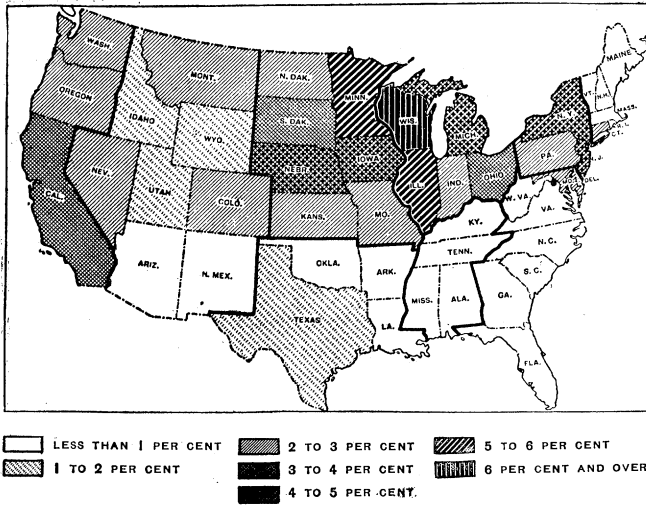 WASH.
MONT.
N. DAK.
MINN.
MAINE
OREGON
IDAHO
S. DAK.
WIS.
MICH.
VT.
N.H.
N.Y.
MASS.
R. I.
CT.
WYO.
IOWA
NEBR.
PA.
N. J.
NEV.
UTAH
COLO.
ILL.
IND.
OHIO
DEL.
CAL.
KANS.
MO.
W. VA.
VA.
KY.
N. C.
TENN.
ARIZ.
N. MEX.
OKLA.
ARK.
S. C.
MISS.
ALA.
GA.
TEXAS
LA.
FLA.
LESS THAN 1 PER CENT
2 TO 3 PER CENT
5 TO 6 PER CENT
1 TO 2 PER CENT
3 TO 4 PER CENT
6 PER CENT AND OVER
4 TO 5 PER CENT.